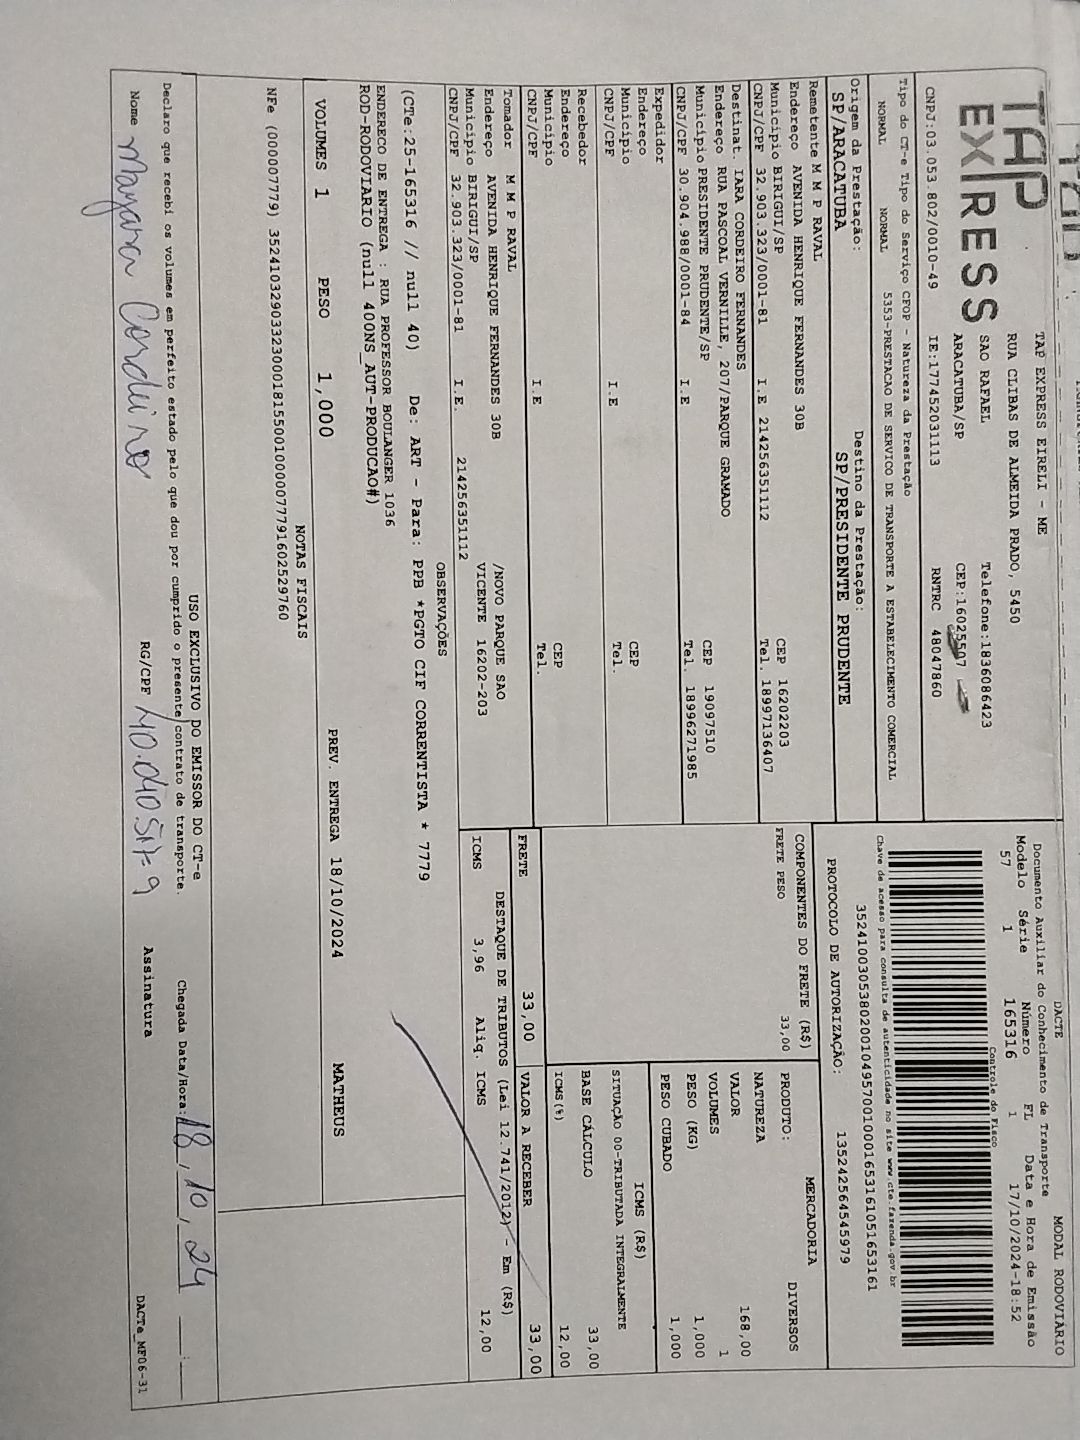 TAP
EXPRESS
TAP EXPRESS EIRELI - ME
RUA CLIBAS DE ALMEIDA PRADO, 5450
SAO RAFAEL Telefone:1836086423
ARACATUBA/SP CEP:16025507
CNPJ:03.053.802/0010-49 IE:177452031113 RNTRC 48047860
DACTE MODAL RODOVIÁRIO
Documento Auxiliar do Conhecimento de Transporte
Modelo Série Número FL Data e Hora de Emissão
57 1 165316 1 17/10/2024-18:52
Controle do Fisco
Chave de acesso para consulta de autenticidade no site www.cte.fazenda.gov.br
35241003053802001049570010001653161051653161
PROTOCOLO DE AUTORIZAÇÃO: 135242564545979
Tipo do CT-e Tipo do Serviço CFOP - Natureza da Prestação
NORMAL NORMAL 5353-PRESTACAO DE SERVICO DE TRANSPORTE A ESTABELECIMENTO COMERCIAL
Origem da Prestação: Destino da Prestação:
SP/ARACATUBA SP/PRESIDENTE PRUDENTE
Remetente M M P RAVAL
Endereço AVENIDA HENRIQUE FERNANDES 30B
Município BIRIGUI/SP CEP 16202203
CNPJ/CPF 32.903.323/0001-81 I.E 214256351112 Tel. 18997136407
Destinat. IARA CORDEIRO FERNANDES
Endereço RUA PASCOAL VERNILLE, 207/PARQUE GRAMADO
Município PRESIDENTE PRUDENTE/SP CEP 19097510
CNPJ/CPF 30.904.988/0001-84 I.E Tel. 18996271985
Expedidor
Endereço
Município CEP
CNPJ/CPF I.E Tel.
Recebedor
Endereço
Município CEP
CNPJ/CPF I.E Tel.
Tomador M M P RAVAL
Endereço AVENIDA HENRIQUE FERNANDES 30B /NOVO PARQUE SAO
Município BIRIGUI/SP VICENTE 16202-203
CNPJ/CPF 32.903.323/0001-81 I.E. 214256351112
COMPONENTES DO FRETE (R$)
FRETE PESO 33,00
MERCADORIA
PRODUTO: DIVERSOS
NATUREZA
VALOR 168,00
VOLUMES 1
PESO (KG) 1,000
PESO CUBADO 1,000
ICMS (R$)
SITUAÇÃO 00-TRIBUTADA INTEGRALMENTE
BASE CÁLCULO 33,00
ICMS(%) 12,00
FRETE 33,00 VALOR A RECEBER 33,00
DESTAQUE DE TRIBUTOS (Lei 12.741/2012) - Em (R$)
ICMS 3,96 Aliq. ICMS 12,00
OBSERVAÇÕES
(CTe:25-165316 // null 40) De: ART - Para: PPB *PGTO CIF CORRENTISTA * 7779
ENDERECO DE ENTREGA : RUA PROFESSOR BOULANGER 1036
ROD-RODOVIARIO (null 400NS_AUT-PRODUCAO#)
VOLUMES 1 PESO 1,000 PREV. ENTREGA 18/10/2024 MATHEUS
NOTAS FISCAIS
NFe (000007779) 35241032903323000181550010000077791602529760
USO EXCLUSIVO DO EMISSOR DO CT-e
Declaro que recebi os volumes em perfeito estado pelo que dou por cumprido o presente contrato de transporte. Chegada Data/Hora: 18/10/24 __:__
Nome Mayara Cordeiro RG/CPF Assinatura DACTe_MF06-31